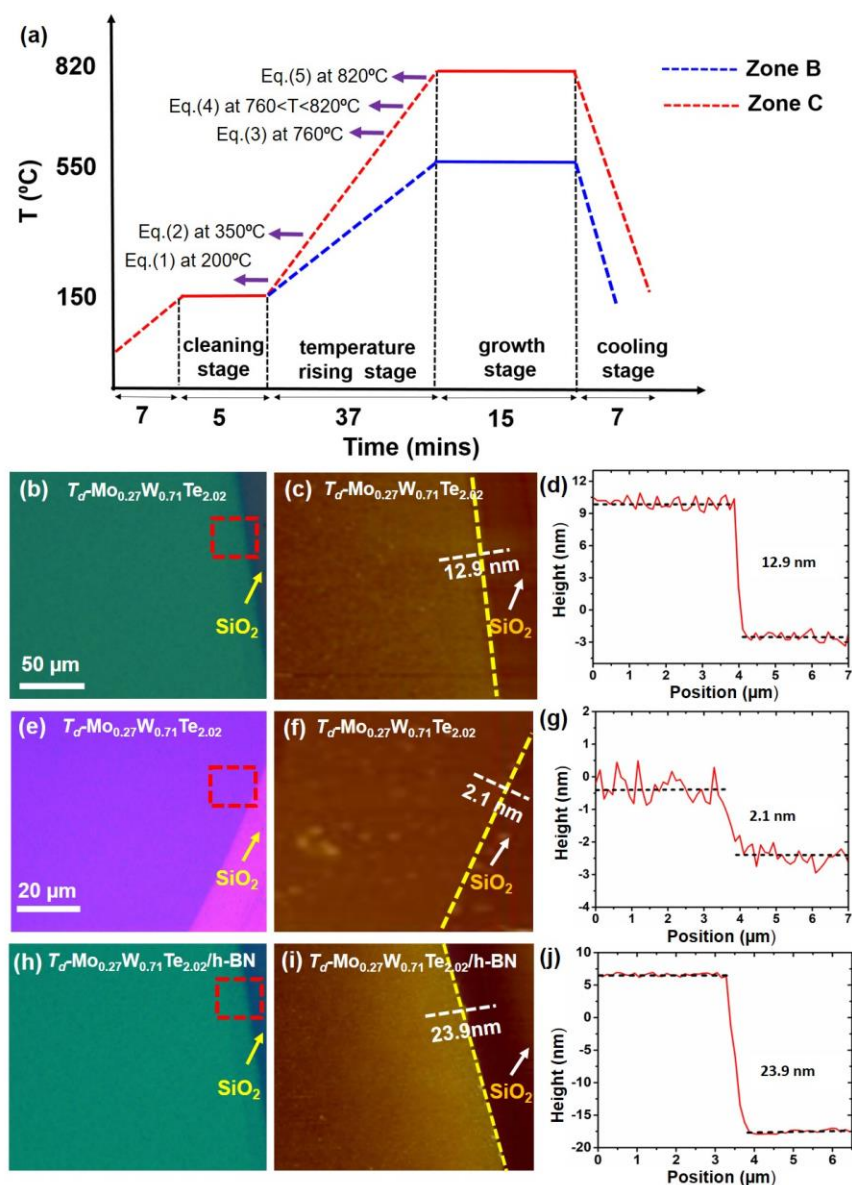 (a)
820
550
150
T (ºC)
Eq.(5) at 820ºC
Eq.(4) at 760<T<820ºC
Eq.(3) at 760ºC
Eq.(2) at 350ºC
Eq.(1) at 200ºC
Zone B
Zone C
cleaning
stage
temperature
rising stage
growth
stage
cooling
stage
7 5 37 15 7
Time (mins)
(b) Td-Mo0.27W0.71Te2.02
SiO2
50 µm
(c) Td-Mo0.27W0.71Te2.02
12.9 nm
SiO2
(d)
12
9
6
3
0
-3
Height (nm)
12.9 nm
0 1 2 3 4 5 6 7
Position (µm)
(e) Td-Mo0.27W0.71Te2.02
SiO2
20 µm
(f) Td-Mo0.27W0.71Te2.02
2.1 nm
SiO2
(g)
2
1
0
-1
-2
-3
-4
Height (nm)
2.1 nm
0 1 2 3 4 5 6 7
Position (µm)
(h) Td-Mo0.27W0.71Te2.02/h-BN
SiO2
(i) Td-Mo0.27W0.71Te2.02/h-BN
23.9nm
SiO2
(j)
10
5
0
-5
-10
-15
-20
Height (nm)
23.9 nm
0 1 2 3 4 5 6
Position (µm)